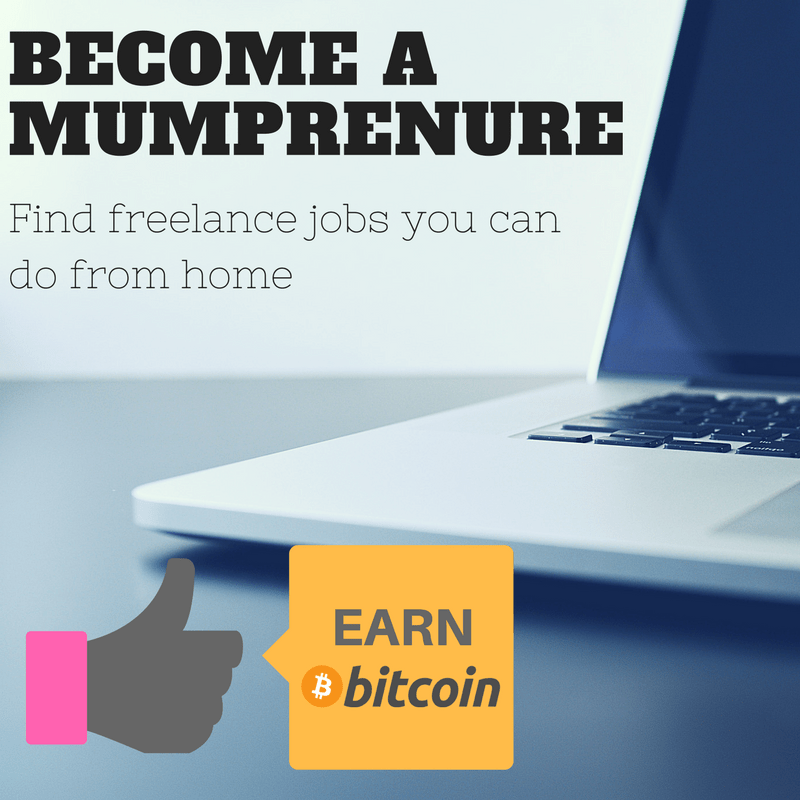 BECOME A
MUMPRENURE
Find freelance jobs you can
do from home
EARN
bitcoin